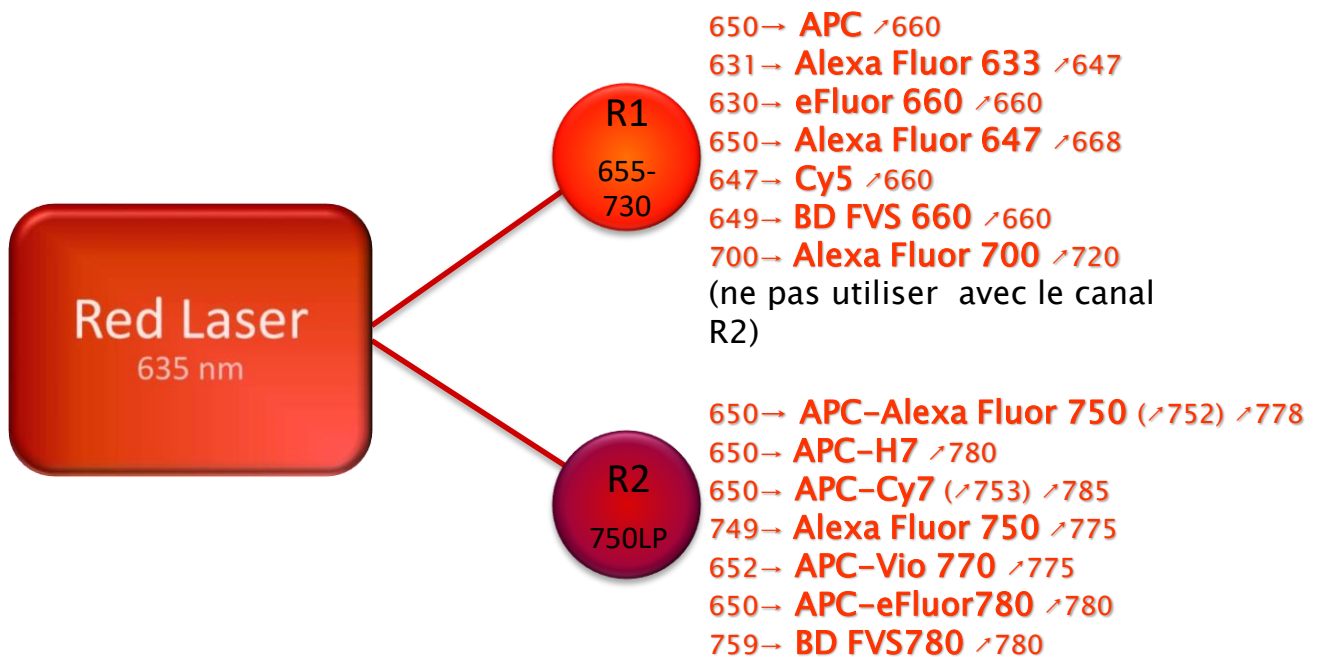 Red Laser
635 nm
R1
655-
730
650→ APC ↗660
631→ Alexa Fluor 633 ↗647
630→ eFluor 660 ↗660
650→ Alexa Fluor 647 ↗668
647→ Cy5 ↗660
649→ BD FVS 660 ↗660
700→ Alexa Fluor 700 ↗720
(ne pas utiliser avec le canal
R2)
R2
750LP
650→ APC-Alexa Fluor 750 (↗752) ↗778
650→ APC-H7 ↗780
650→ APC-Cy7 (↗753) ↗785
749→ Alexa Fluor 750 ↗775
652→ APC-Vio 770 ↗775
650→ APC-eFluor780 ↗780
759→ BD FVS780 ↗780